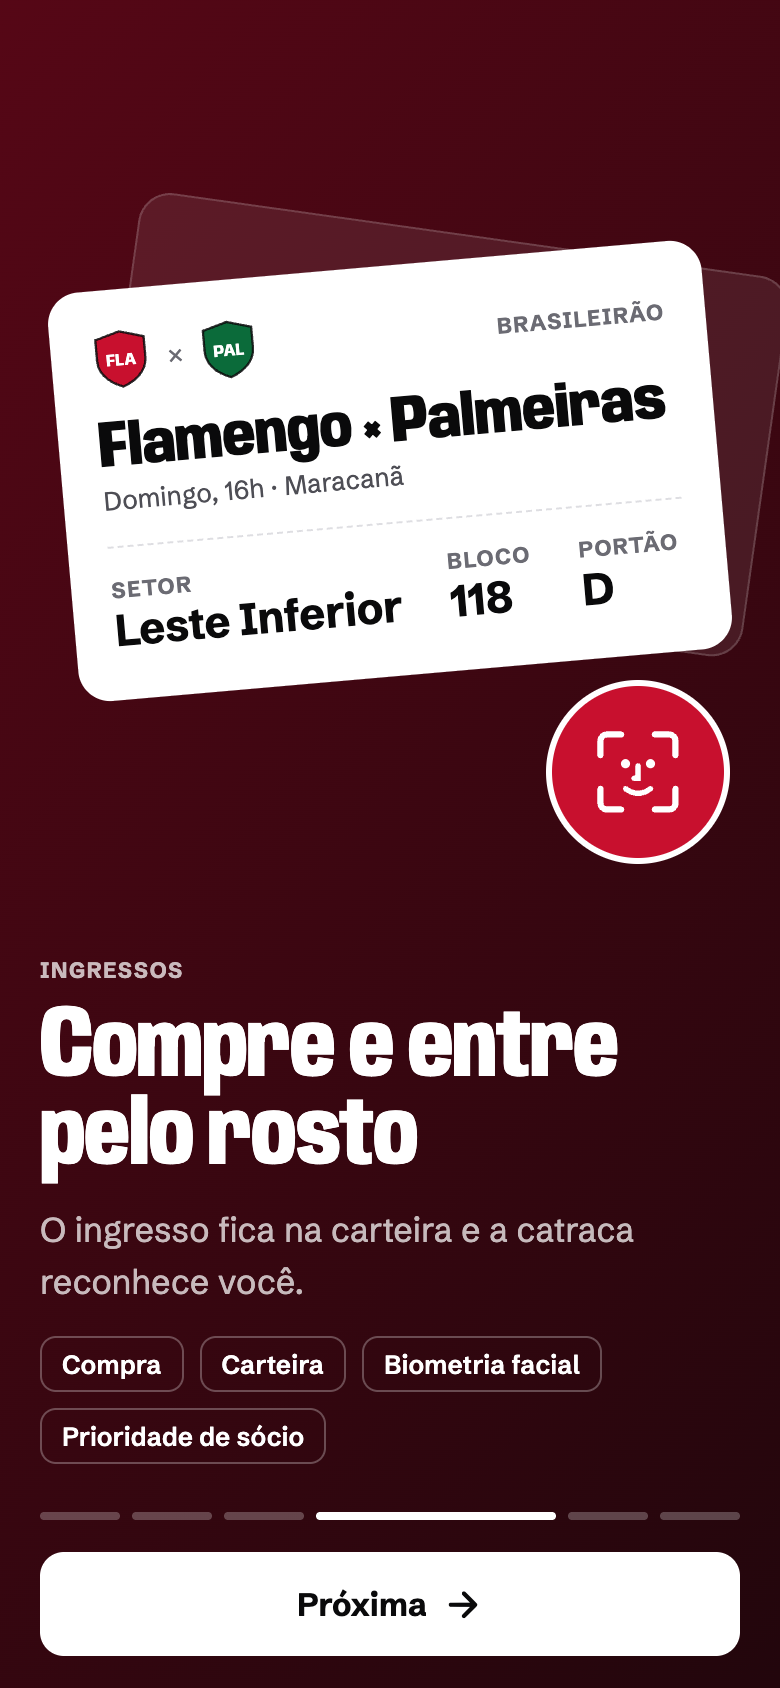 FLA × PAL
BRASILEIRÃO
Flamengo × Palmeiras
Domingo, 16h · Maracanã
SETOR
Leste Inferior
BLOCO
118
PORTÃO
D
INGRESSOS
Compre e entre
pelo rosto
O ingresso fica na carteira e a catraca
reconhece você.
Compra
Carteira
Biometria facial
Prioridade de sócio
Próxima →